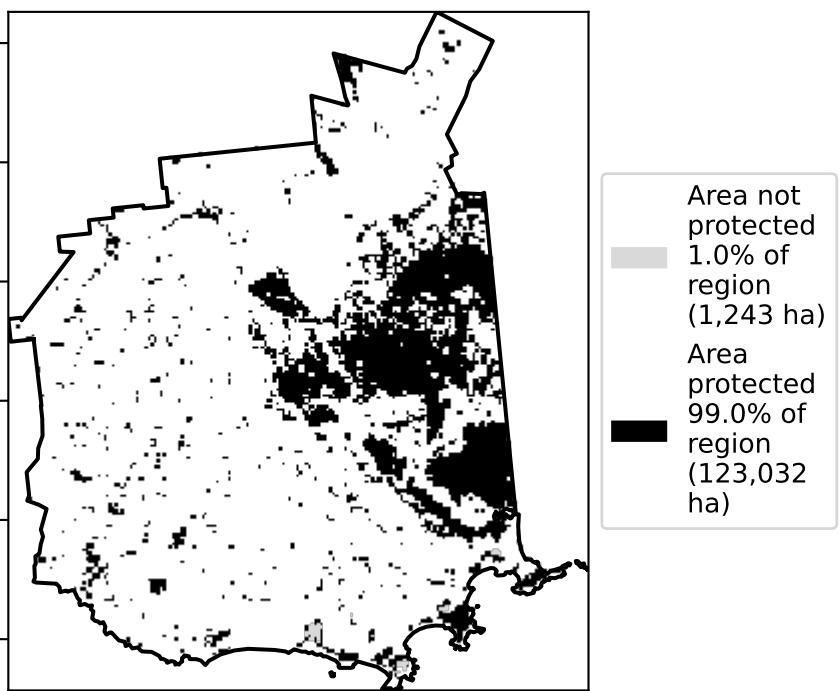 Area not
protected
1.0% of
region
(1,243 ha)
Area
protected
99.0% of
region
(123,032
ha)